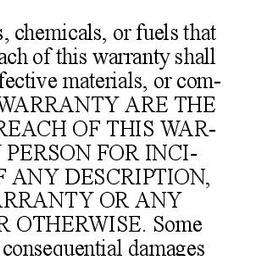 s, chemicals, or fuels that
ach of this warranty shall
fective materials, or com-
WARRANTY ARE THE
REACH OF THIS WAR-
PERSON FOR INCI-
F ANY DESCRIPTION,
ARRANTY OR ANY
R OTHERWISE. Some
consequential damages